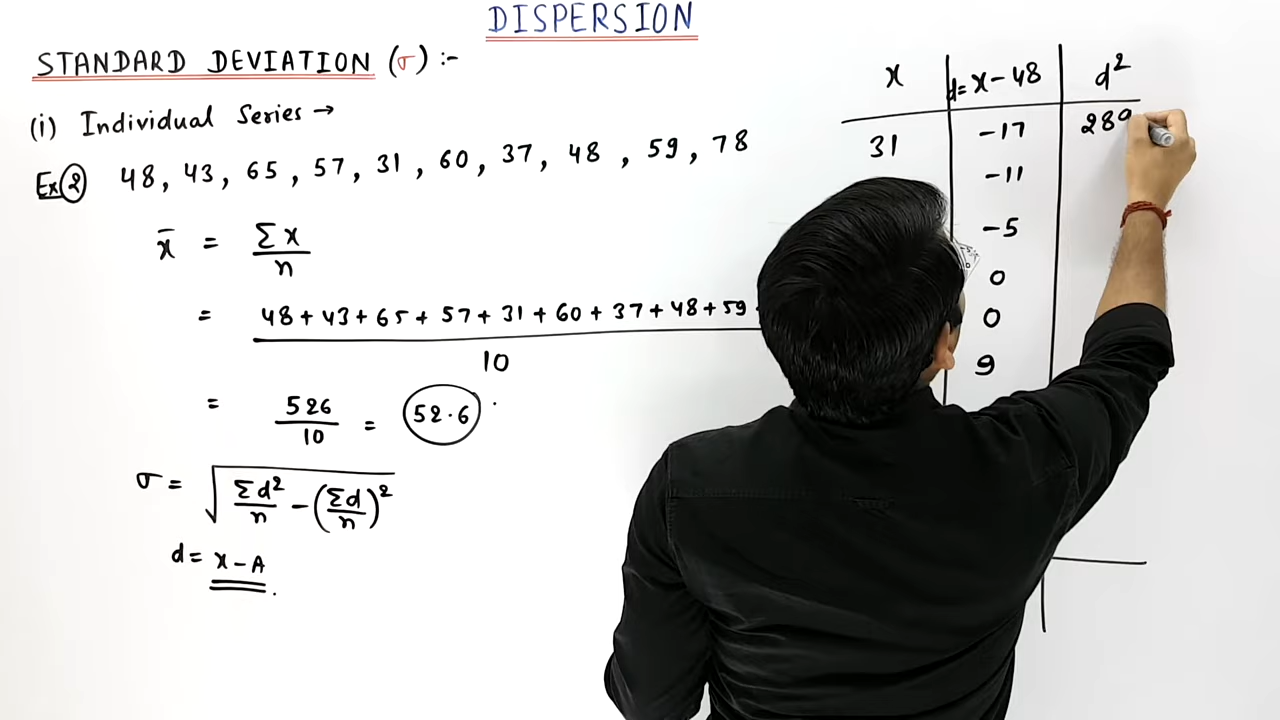 DISPERSION
STANDARD DEVIATION (σ) :-
(i) Individual Series →
Ex ② 48, 43, 65, 57, 31, 60, 37, 48, 59, 78
x̄ = Σx / n
= 48 + 43 + 65 + 57 + 31 + 60 + 37 + 48 + 59 / 10
= 526 / 10 = 52.6
σ = √(Σd²/n − (Σd/n)²)
d = x − A
x d = x − 48 d²
31 −17 289
−11
−5
0
0
9